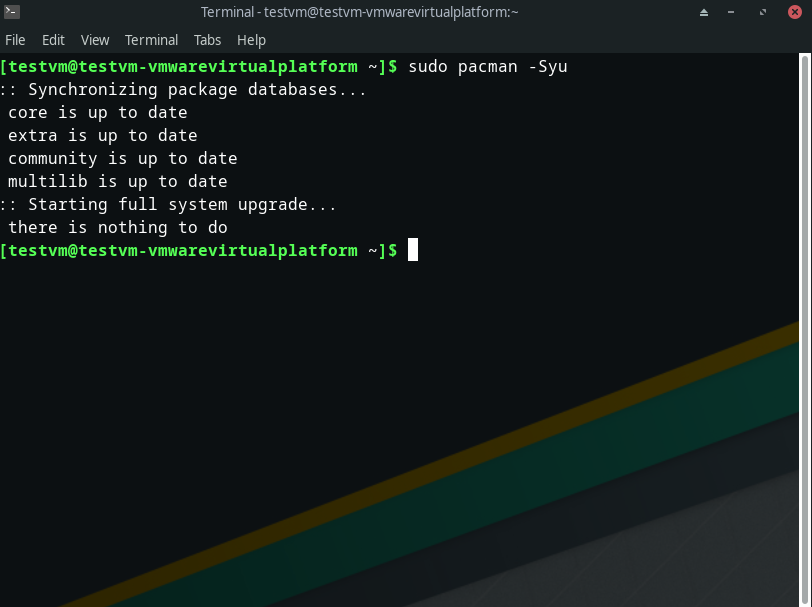 Terminal - testvm@testvm-vmwarevirtualplatform:~
File Edit View Terminal Tabs Help
[testvm@testvm-vmwarevirtualplatform ~]$ sudo pacman -Syu
:: Synchronizing package databases...
 core is up to date
 extra is up to date
 community is up to date
 multilib is up to date
:: Starting full system upgrade...
 there is nothing to do
[testvm@testvm-vmwarevirtualplatform ~]$